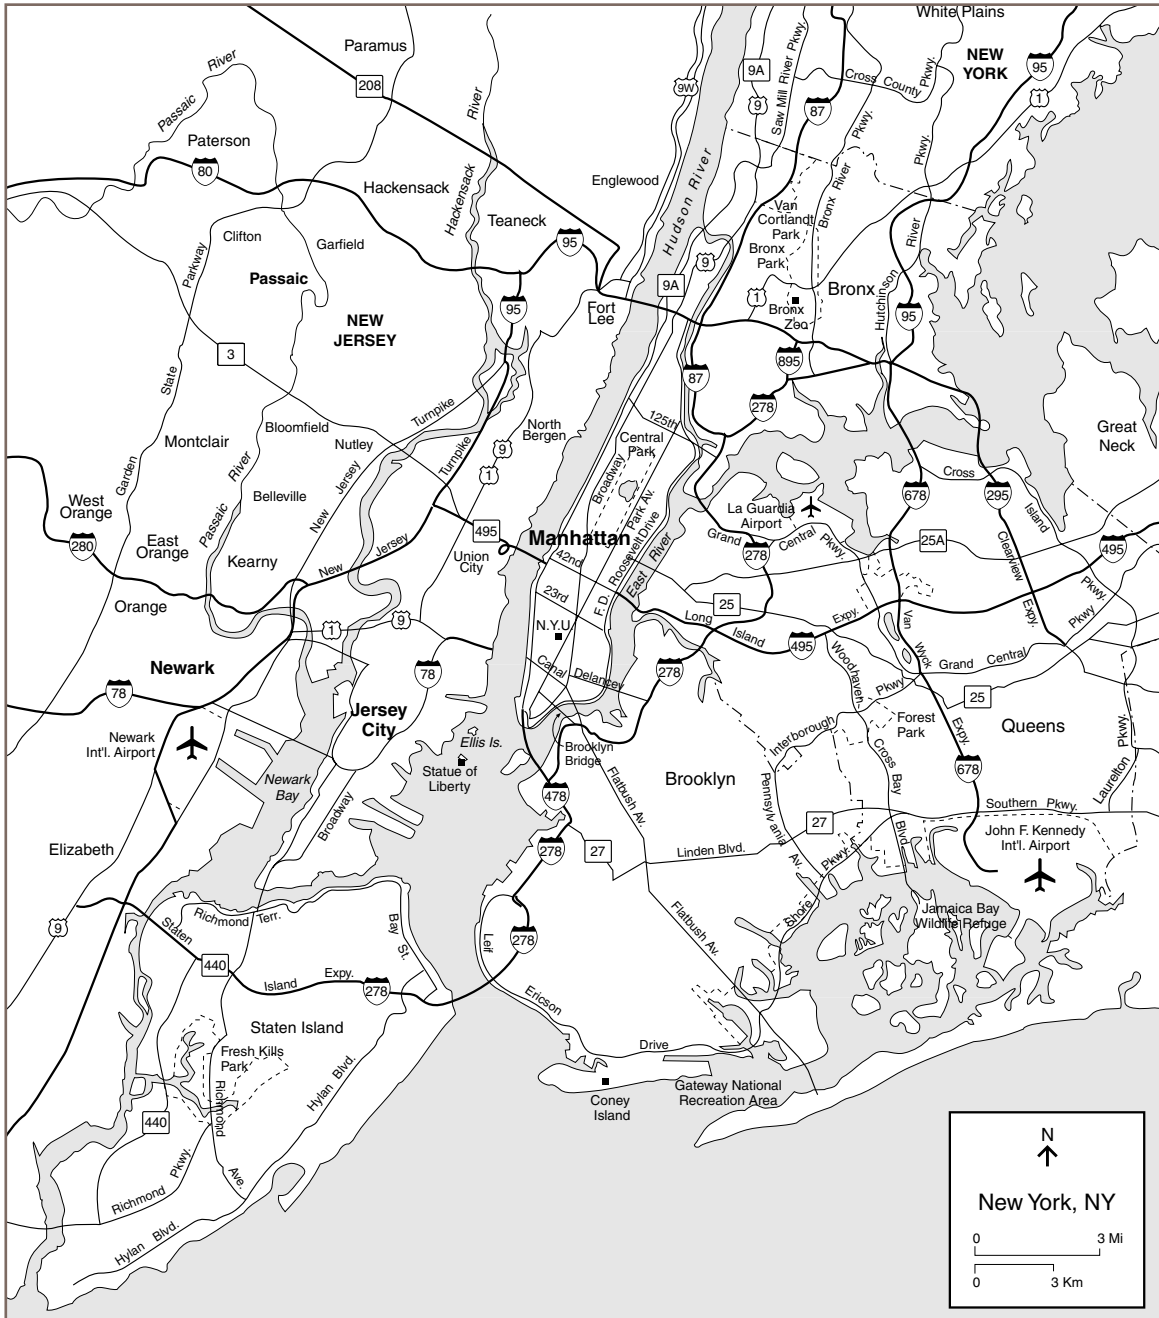 White Plains
Paramus
NEW
YORK
95
River
9A
208
9W
Cross County Pkwy.
Saw Mill River Pkwy.
9
87
1
Passaic River
Paterson
Pkwy.
Pkwy.
80
Hudson River
Englewood
Hackensack
Hackensack
Bronx River
Van
Cortlandt
Park
Teaneck
95
River
Clifton
Garfield
Parkway
Bronx
Park
9
Passaic
9A
1
Bronx
Hutchinson
Fort
Lee
95
Bronx
Zoo
95
NEW
JERSEY
3
895
87
State
278
Turnpike
125th
North
Bergen
Bloomfield
Great
Neck
Montclair
Nutley
Central
Park
Turnpike
9
Broadway
River
Jersey
1
Cross
Garden
Belleville
678
295
Park Av.
West
Orange
La Guardia
Airport
Island
Passaic
New
495
Manhattan
Grand
Central
Pkwy.
25A
280
East
Orange
Jersey
278
495
Union
City
42nd
F. D. Roosevelt Drive
East River
Clearview
Kearny
New
Pkwy.
23rd
25
Orange
Long
Expy.
Expy.
Pkwy
1
9
N.Y.U.
Island
495
Van
Wyck
Newark
Canal
Delancey
278
Woodhaven
Grand
Central
78
78
Pkwy
25
Jersey
City
Interborough
Forest
Park
Expy.
Queens
Newark
Int'l. Airport
Ellis Is.
Brooklyn
Bridge
Cross
Pkwy.
Statue of
Liberty
Newark
Bay
Flatbush Av.
Brooklyn
Pennsylvania
Av.
Bay
678
Laurelton
478
Broadway
Southern Pkwy.
27
Blvd.
John F. Kennedy
Int'l. Airport
Elizabeth
278
27
Linden Blvd.
Pkwy.
Richmond Terr.
Flatbush Av.
Shore
Jamaica Bay
Wildlife Refuge
9
Staten
Bay St.
Leif
278
440
Island
Expy.
278
Ericson
Staten Island
Drive
Fresh Kills
Park
Hylan Blvd.
Richmond
Gateway National
Recreation Area
Coney
Island
440
N
Pkwy.
Ave.
Richmond
New York, NY
Hylan Blvd.
0
3 Mi
0
3 Km